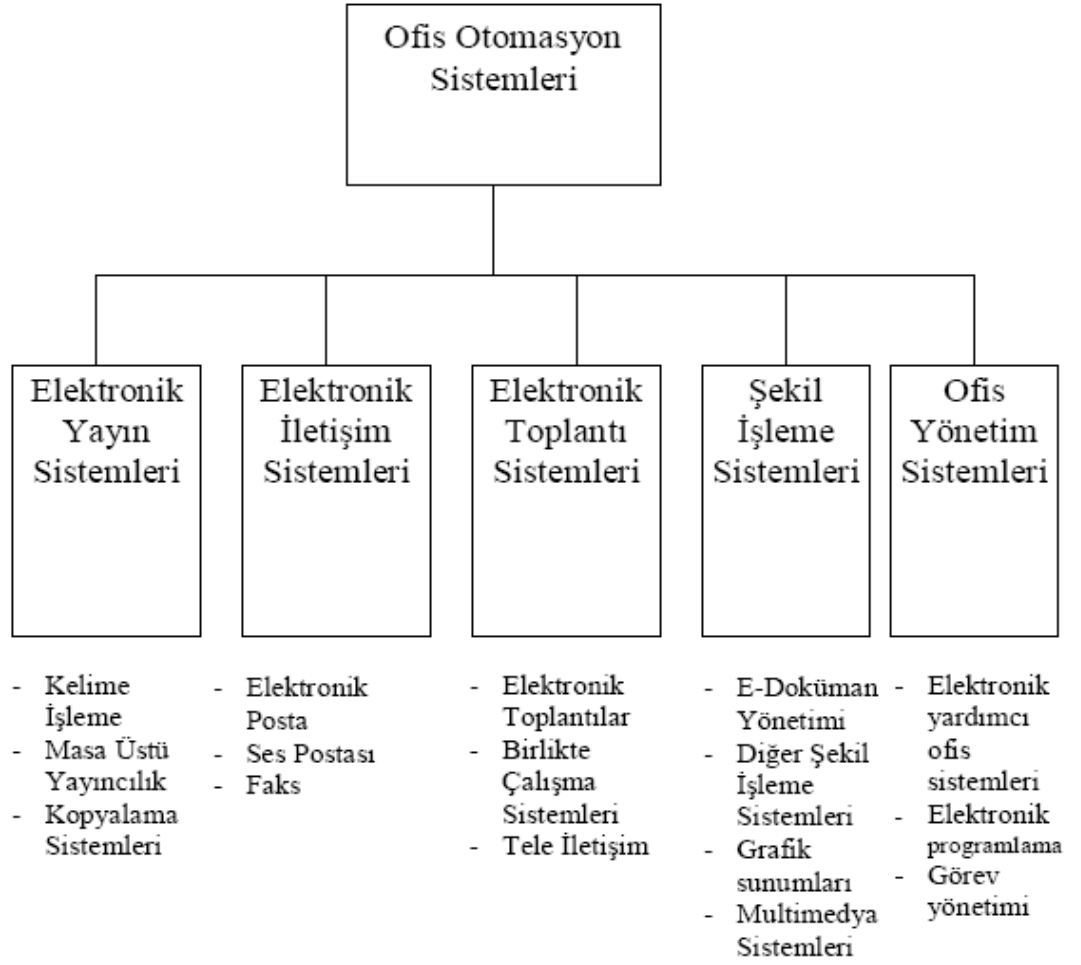 Ofis Otomasyon
Sistemleri
Elektronik
Yayın
Sistemleri
Elektronik
İletişim
Sistemleri
Elektronik
Toplantı
Sistemleri
Şekil
İşleme
Sistemleri
Ofis
Yönetim
Sistemleri
- Kelime
İşleme
- Masa Üstü
Yayıncılık
- Kopyalama
Sistemleri
- Elektronik
Posta
- Ses Postası
- Faks
- Elektronik
Toplantılar
- Birlikte
Çalışma
Sistemleri
- Tele İletişim
- E-Doküman
Yönetimi
- Diğer Şekil
İşleme
Sistemleri
- Grafik
sunumları
- Multimedya
Sistemleri
- Elektronik
yardımcı
ofis
sistemleri
- Elektronik
programlama
- Görev
yönetimi